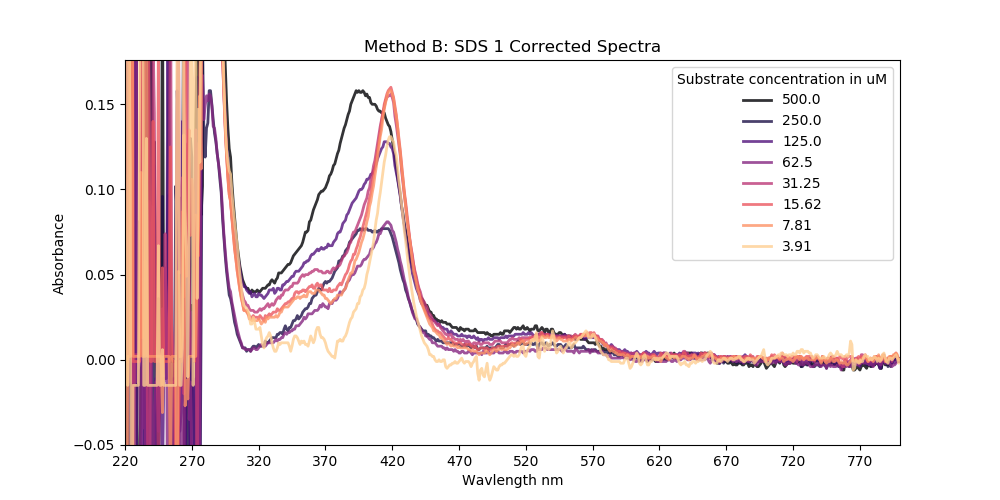 Method B: SDS 1 Corrected Spectra
Substrate concentration in uM
500.0
250.0
125.0
62.5
31.25
15.62
7.81
3.91
Absorbance
0.15
0.10
0.05
0.00
−0.05
220 270 320 370 420 470 520 570 620 670 720 770
Wavlength nm